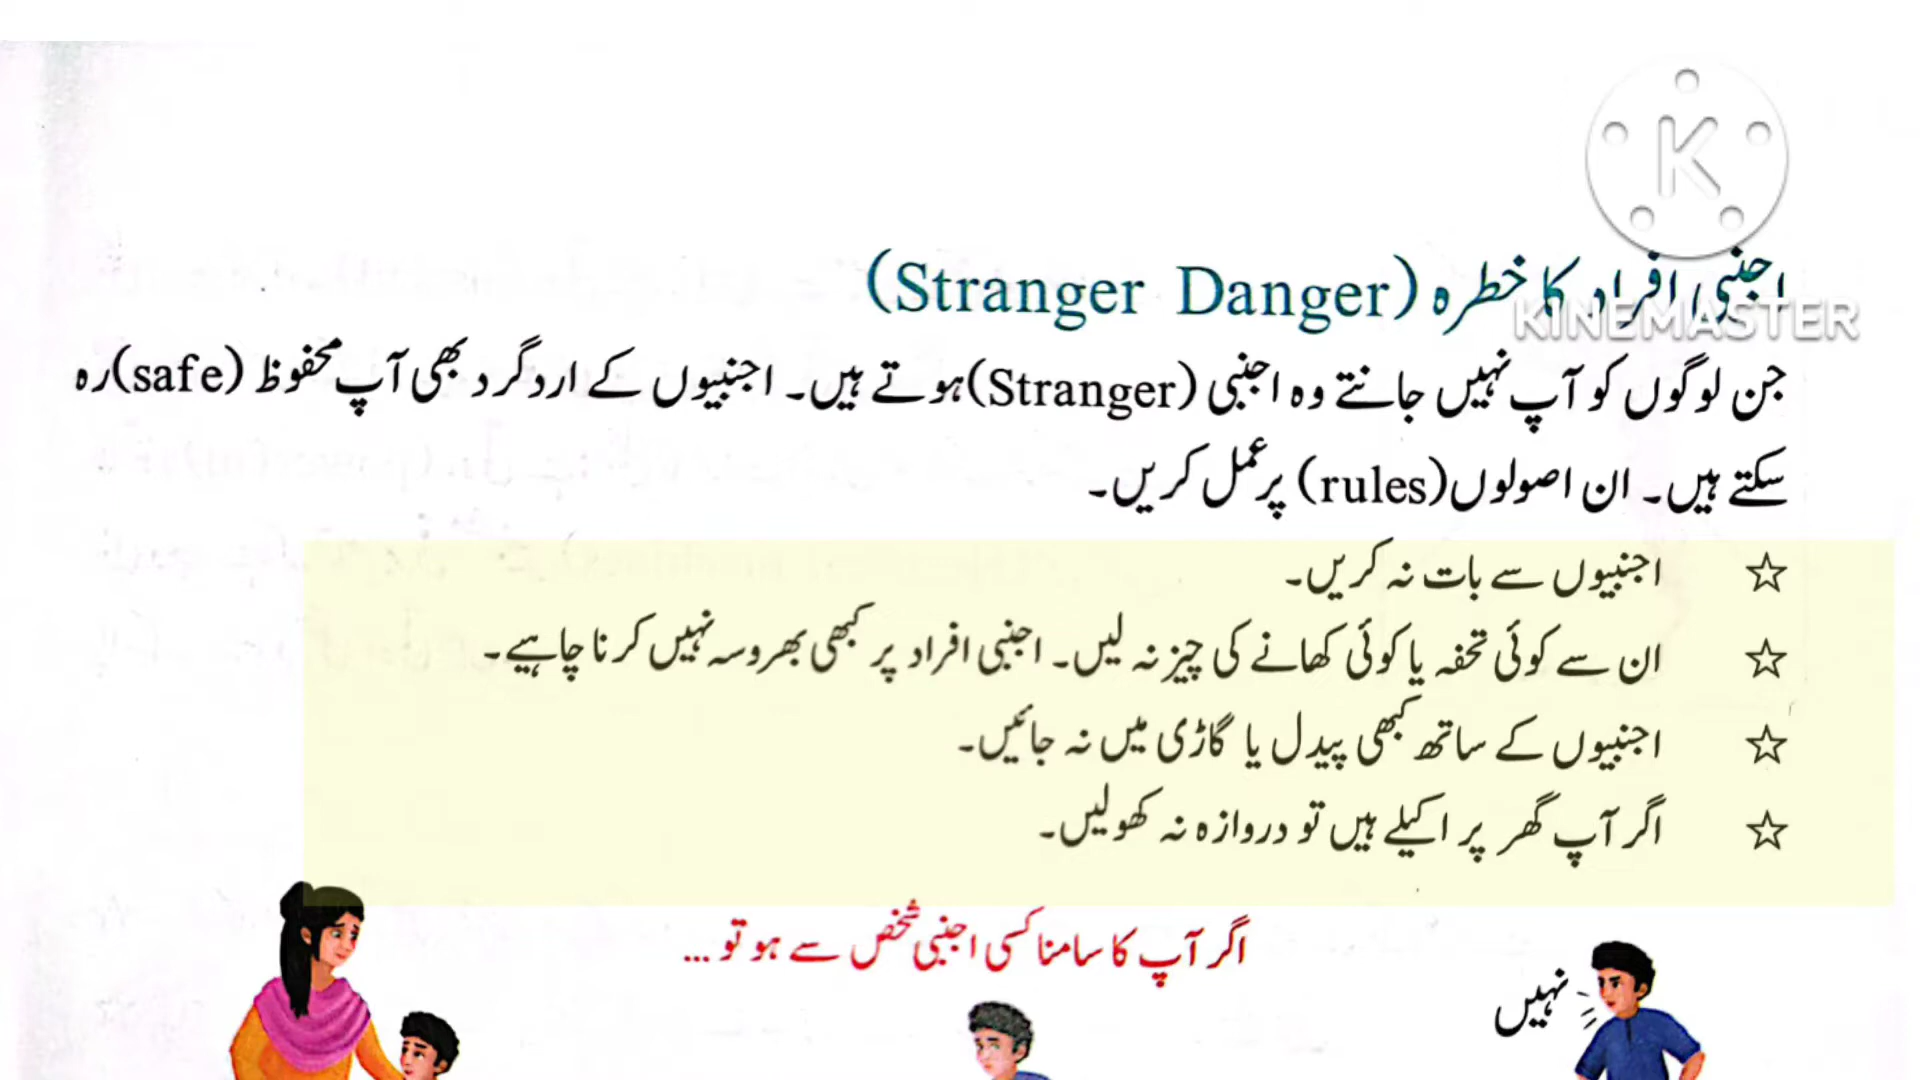 K
KINEMASTER
اجنبی افراد کا خطرہ (Stranger Danger)
جن لوگوں کو آپ نہیں جانتے وہ اجنبی (Stranger) ہوتے ہیں۔ اجنبیوں کے اردگرد بھی آپ محفوظ (safe) رہ
سکتے ہیں۔ ان اصولوں (rules) پر عمل کریں۔
☆ اجنبیوں سے بات نہ کریں۔
☆ ان سے کوئی تحفہ یا کوئی کھانے کی چیز نہ لیں۔ اجنبی افراد پر کبھی بھروسہ نہیں کرنا چاہیے۔
☆ اجنبیوں کے ساتھ کبھی پیدل یا گاڑی میں نہ جائیں۔
☆ اگر آپ گھر پر اکیلے ہیں تو دروازہ نہ کھولیں۔
اگر آپ کا سامنا کسی اجنبی شخص سے ہو تو ...
نہیں